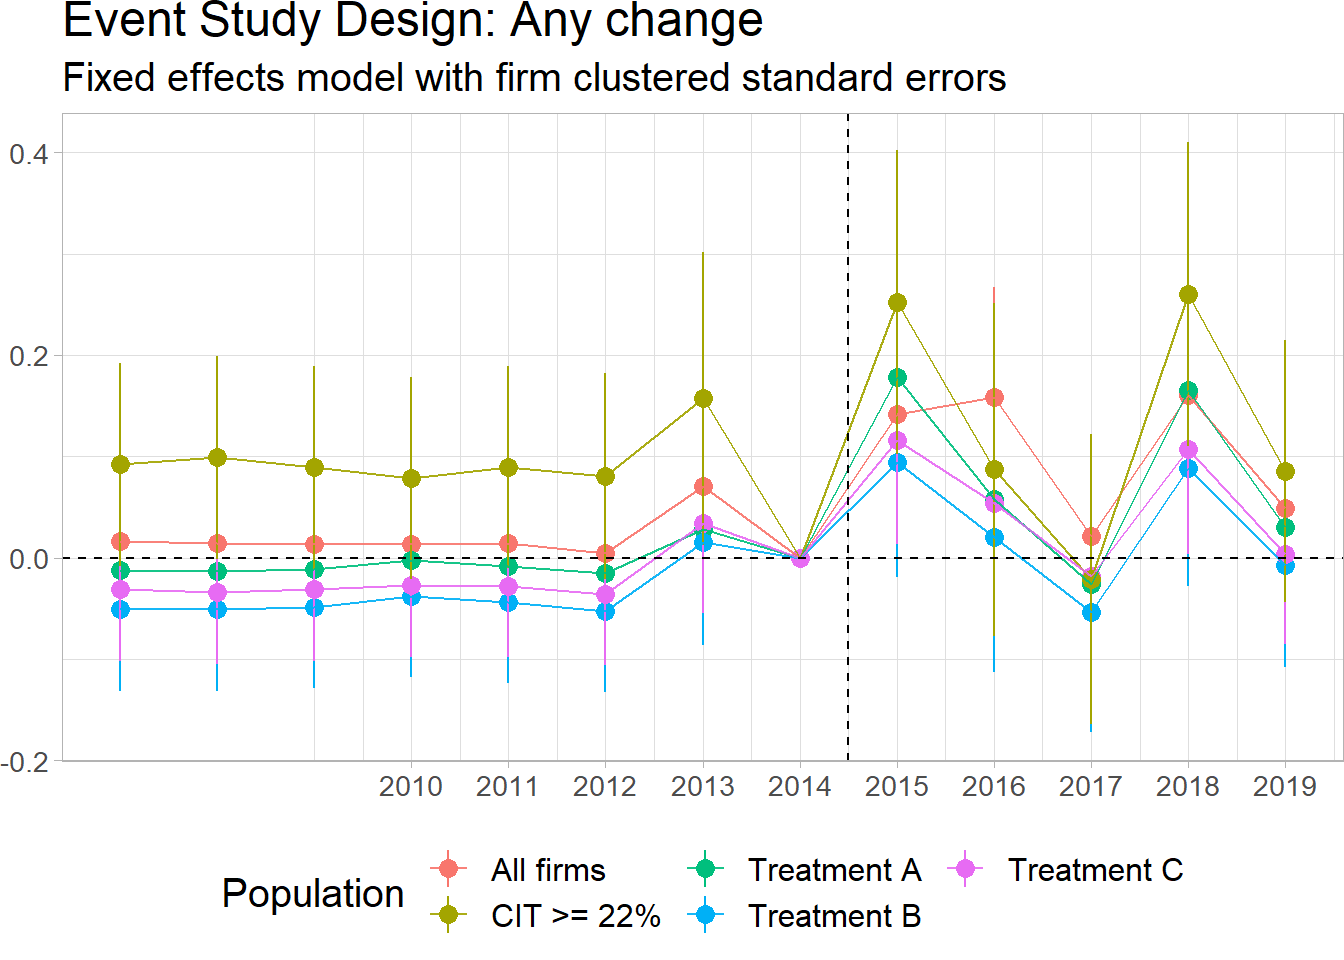 Event Study Design: Any change
Fixed effects model with firm clustered standard errors
0.4
0.2
0.0
-0.2
2010 2011 2012 2013 2014 2015 2016 2017 2018 2019
Population
All firms
CIT >= 22%
Treatment A
Treatment B
Treatment C